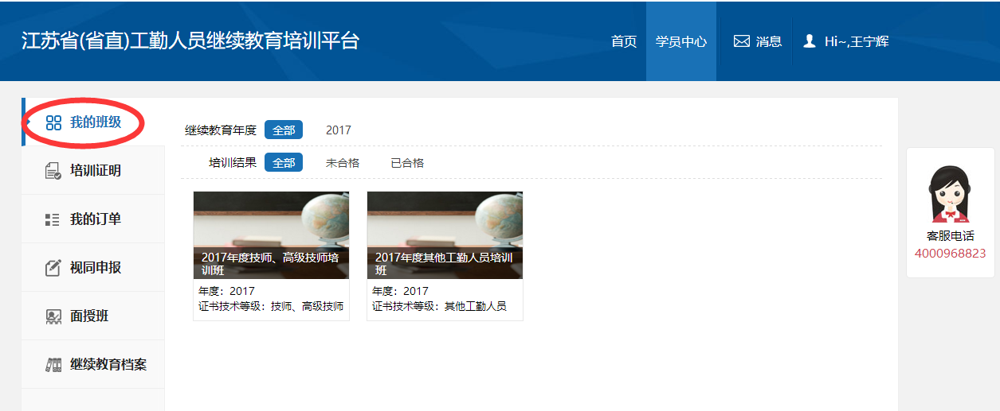 江苏省(省直)工勤人员继续教育培训平台
首页
学员中心
消息
Hi~,王宁辉
我的班级
培训证明
我的订单
视同申报
面授班
继续教育档案
继续教育年度 全部 2017
培训结果 全部 未合格 已合格
2017年度技师、高级技师培
训班
年度：2017
证书技术等级：技师、高级技师
2017年度其他工勤人员培训
班
年度：2017
证书技术等级：其他工勤人员
客服电话
4000968823